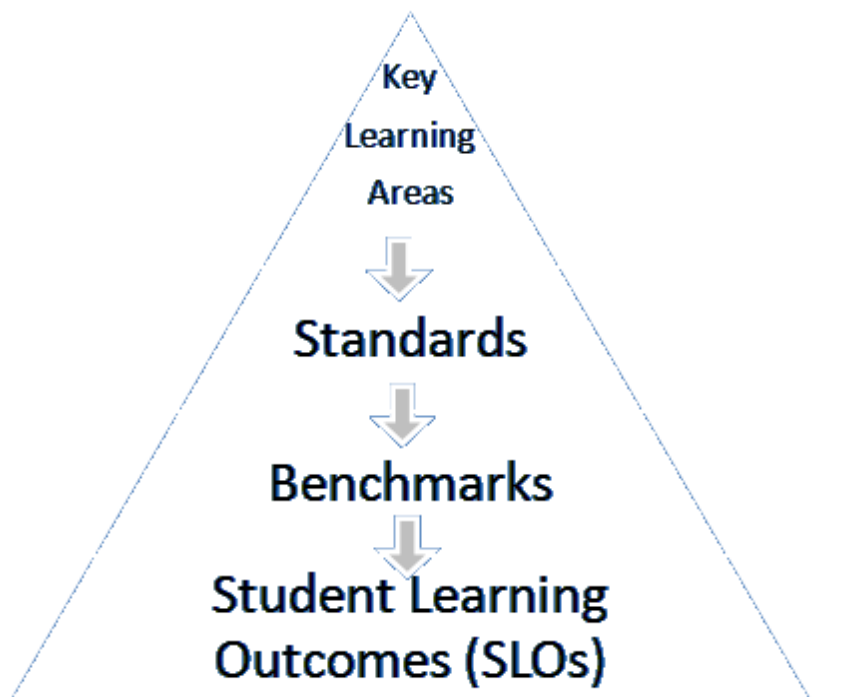 Key
Learning
Areas
Standards
Benchmarks
Student Learning
Outcomes (SLOs)